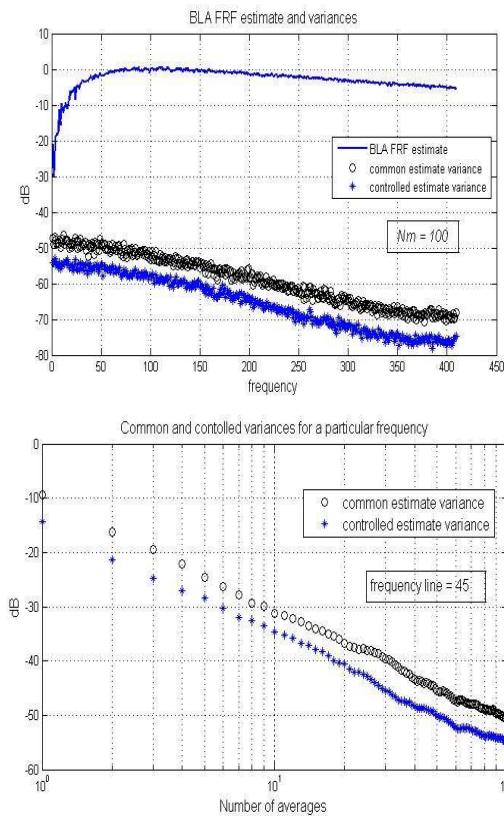 BLA FRF estimate and variances
10
0
-10
-20
-30
-40
-50
-60
-70
-80
dB
BLA FRF estimate
common estimate variance
controlled estimate variance
Nm = 100
0 50 100 150 200 250 300 350 400 450
frequency
Common and contolled variances for a particular frequency
0
-10
-20
-30
-40
-50
-60
dB
common estimate variance
controlled estimate variance
frequency line = 45
10^0 10^1
Number of averages